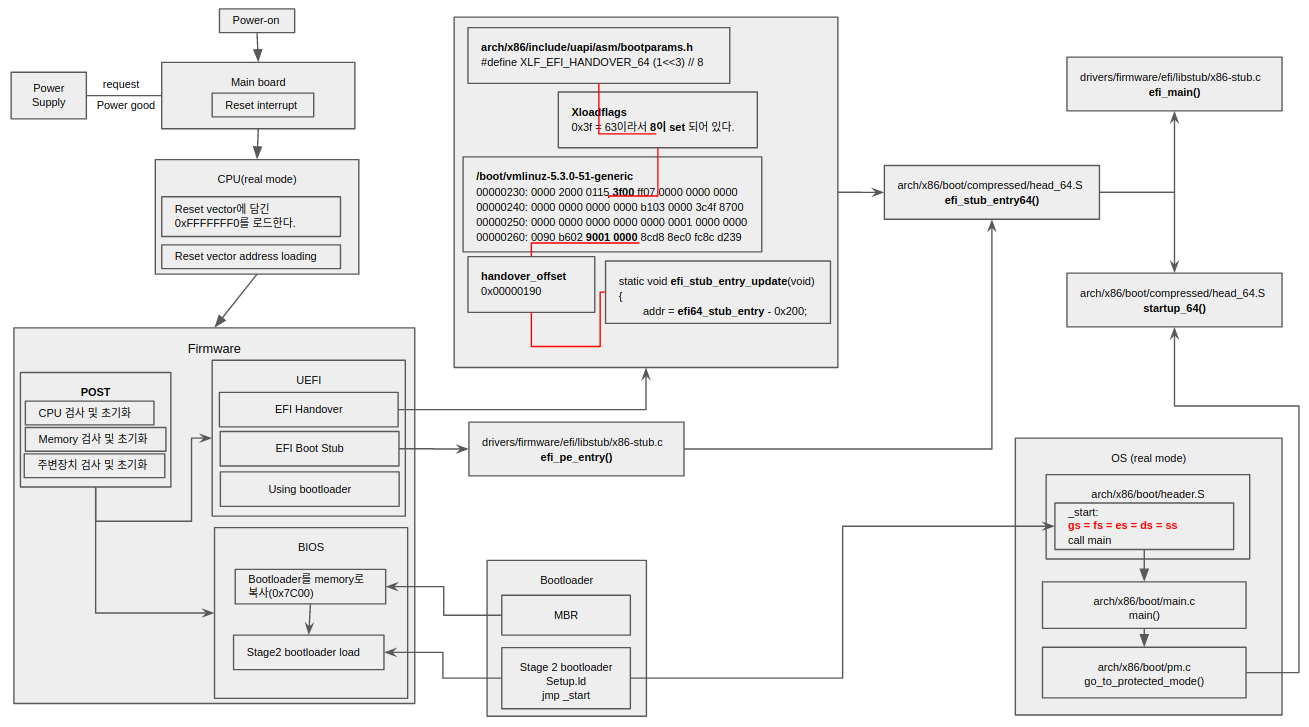 Power-on
Main board
Reset interrupt
Power
Supply
request
Power good
CPU(real mode)
Reset vector에 담긴
0xFFFFFFF0를 로드한다.
Reset vector address loading
Firmware
POST
CPU 검사 및 초기화
Memory 검사 및 초기화
주변장치 검사 및 초기화
UEFI
EFI Handover
EFI Boot Stub
Using bootloader
BIOS
Bootloader를 memory로
복사(0x7C00)
Stage2 bootloader load
arch/x86/include/uapi/asm/bootparams.h
#define XLF_EFI_HANDOVER_64 (1<<3) // 8
Xloadflags
0x3f = 63이라서 8이 set 되어 있다.
/boot/vmlinuz-5.3.0-51-generic
00000230: 0000 2000 0115 3f00 ff07 0000 0000 0000
00000240: 0000 0000 0000 0000 b103 0000 3c4f 8700
00000250: 0000 0000 0000 0000 0000 0001 0000 0000
00000260: 0090 b602 9001 0000 8cd8 8ec0 fc8c d239
handover_offset
0x00000190
static void efi_stub_entry_update(void)
{
addr = efi64_stub_entry - 0x200;
drivers/firmware/efi/libstub/x86-stub.c
efi_pe_entry()
Bootloader
MBR
Stage 2 bootloader
Setup.ld
jmp _start
arch/x86/boot/compressed/head_64.S
efi_stub_entry64()
drivers/firmware/efi/libstub/x86-stub.c
efi_main()
arch/x86/boot/compressed/head_64.S
startup_64()
OS (real mode)
arch/x86/boot/header.S
_start:
gs = fs = es = ds = ss
call main
arch/x86/boot/main.c
main()
arch/x86/boot/pm.c
go_to_protected_mode()